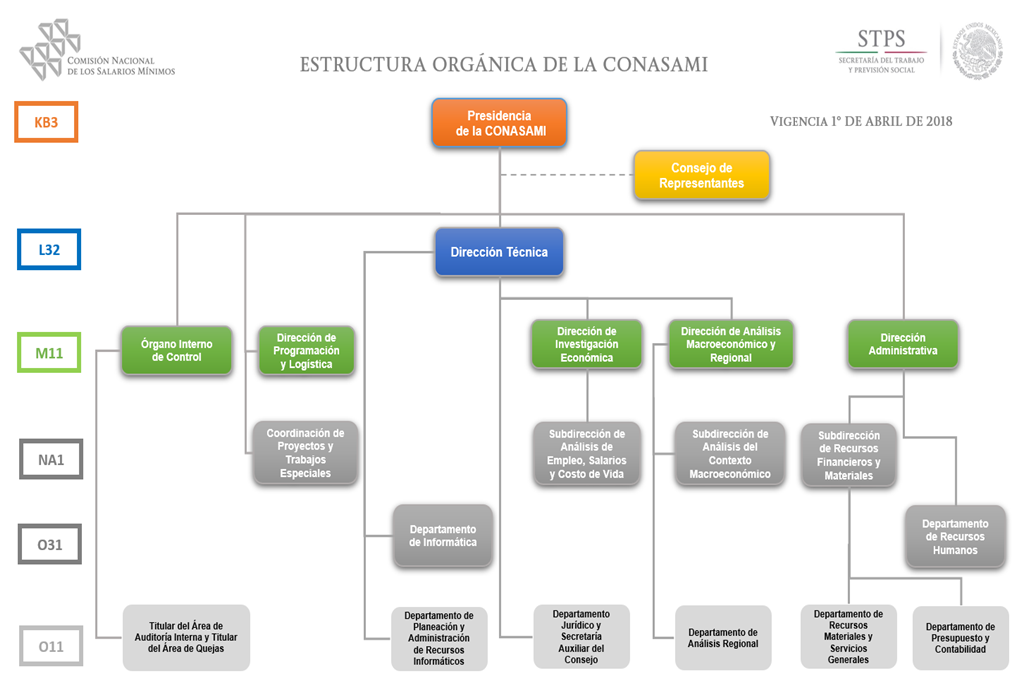 COMISIÓN NACIONAL
DE LOS SALARIOS MÍNIMOS
ESTRUCTURA ORGÁNICA DE LA CONASAMI
STPS
SECRETARÍA DEL TRABAJO
Y PREVISIÓN SOCIAL
ESTADOS UNIDOS MEXICANOS
VIGENCIA 1° DE ABRIL DE 2018
KB3
Presidencia
de la CONASAMI
Consejo de
Representantes
L32
Dirección Técnica
M11
Órgano Interno
de Control
Dirección de
Programación
y Logística
Dirección de
Investigación
Económica
Dirección de Análisis
Macroeconómico y
Regional
Dirección
Administrativa
NA1
Coordinación de
Proyectos y
Trabajos
Especiales
Subdirección de
Análisis de
Empleo, Salarios
y Costo de Vida
Subdirección de
Análisis del
Contexto
Macroeconómico
Subdirección
de Recursos
Financieros y
Materiales
O31
Departamento
de Informática
Departamento
de Recursos
Humanos
O11
Titular del Área de
Auditoría Interna y Titular
del Área de Quejas
Departamento de
Planeación y
Administración
de Recursos
Informáticos
Departamento
Jurídico y
Secretaría
Auxiliar del
Consejo
Departamento de
Análisis Regional
Departamento de
Recursos
Materiales y
Servicios
Generales
Departamento de
Presupuesto y
Contabilidad